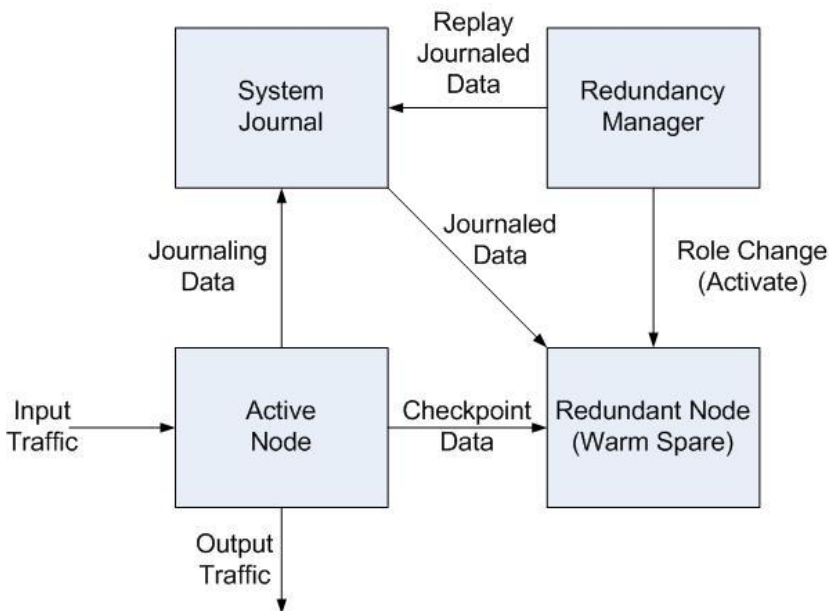 Replay
Journaled
Data
System
Journal
Redundancy
Manager
Journaling
Data
Journaled
Data
Role Change
(Activate)
Input
Traffic
Active
Node
Checkpoint
Data
Redundant Node
(Warm Spare)
Output
Traffic